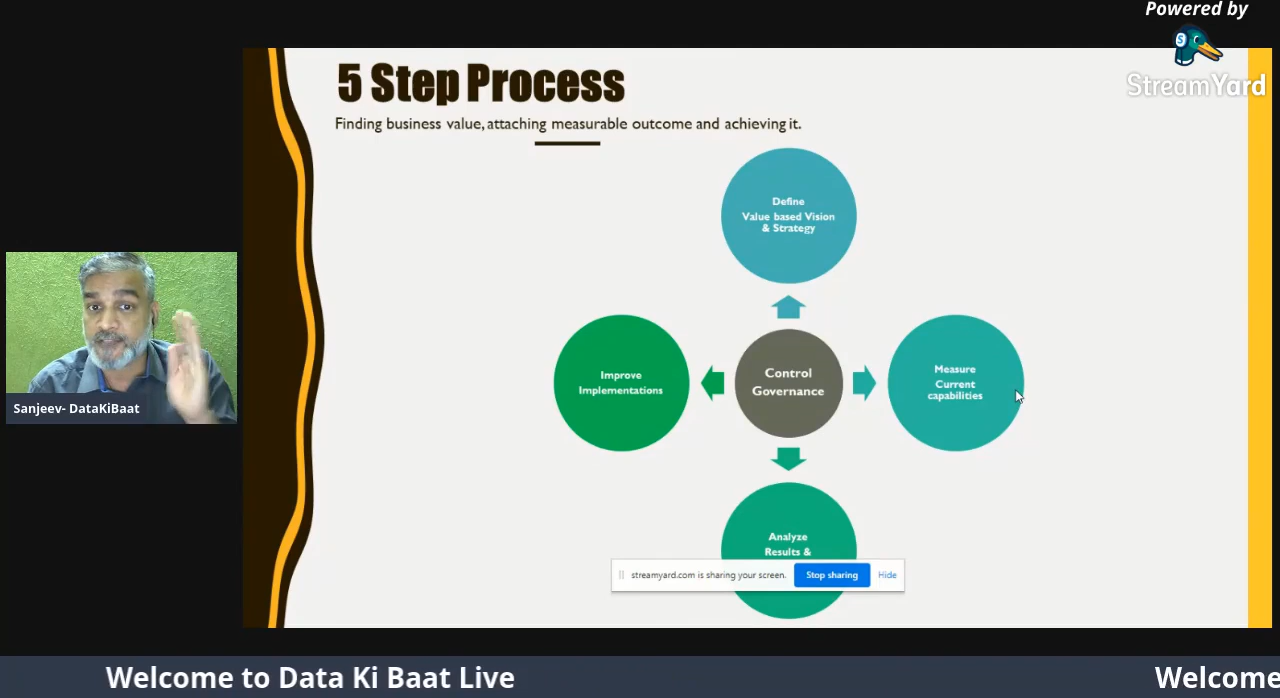 Powered by
S
StreamYard
5 Step Process
Finding business value, attaching measurable outcome and achieving it.
Define
Value based Vision
& Strategy
Improve
Implementations
Control
Governance
Measure
Current
capabilities
Analyze
Results &
streamyard.com is sharing your screen.
Stop sharing
Hide
Sanjeev- DataKiBaat
Welcome to Data Ki Baat Live
Welcome